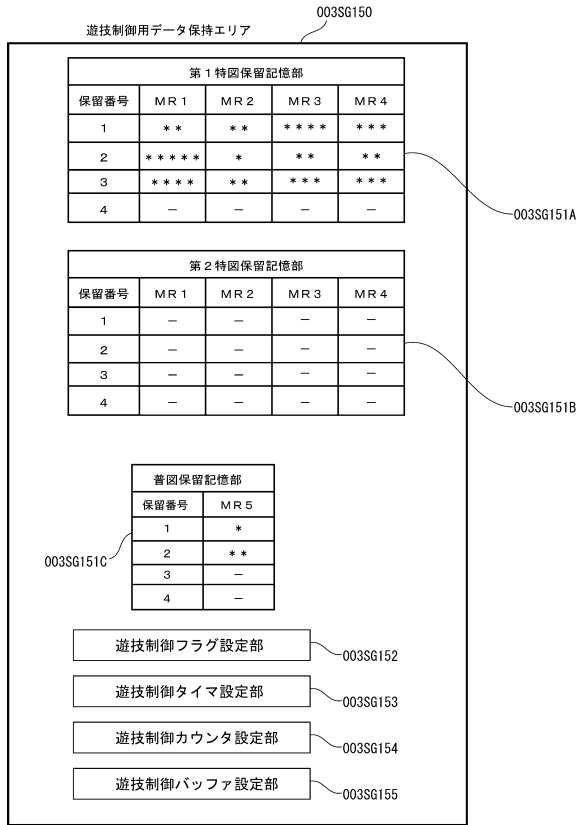 003SG150
遊技制御用データ保持エリア
第1特図保留記憶部
保留番号 MR1 MR2 MR3 MR4
1 ** ** **** ***
2 ***** * ** **
3 **** ** *** ***
4 － － － －
003SG151A
第2特図保留記憶部
保留番号 MR1 MR2 MR3 MR4
1 － － － －
2 － － － －
3 － － － －
4 － － － －
003SG151B
普図保留記憶部
保留番号 MR5
1 *
2 **
3 －
4 －
003SG151C
遊技制御フラグ設定部
003SG152
遊技制御タイマ設定部
003SG153
遊技制御カウンタ設定部
003SG154
遊技制御バッファ設定部
003SG155